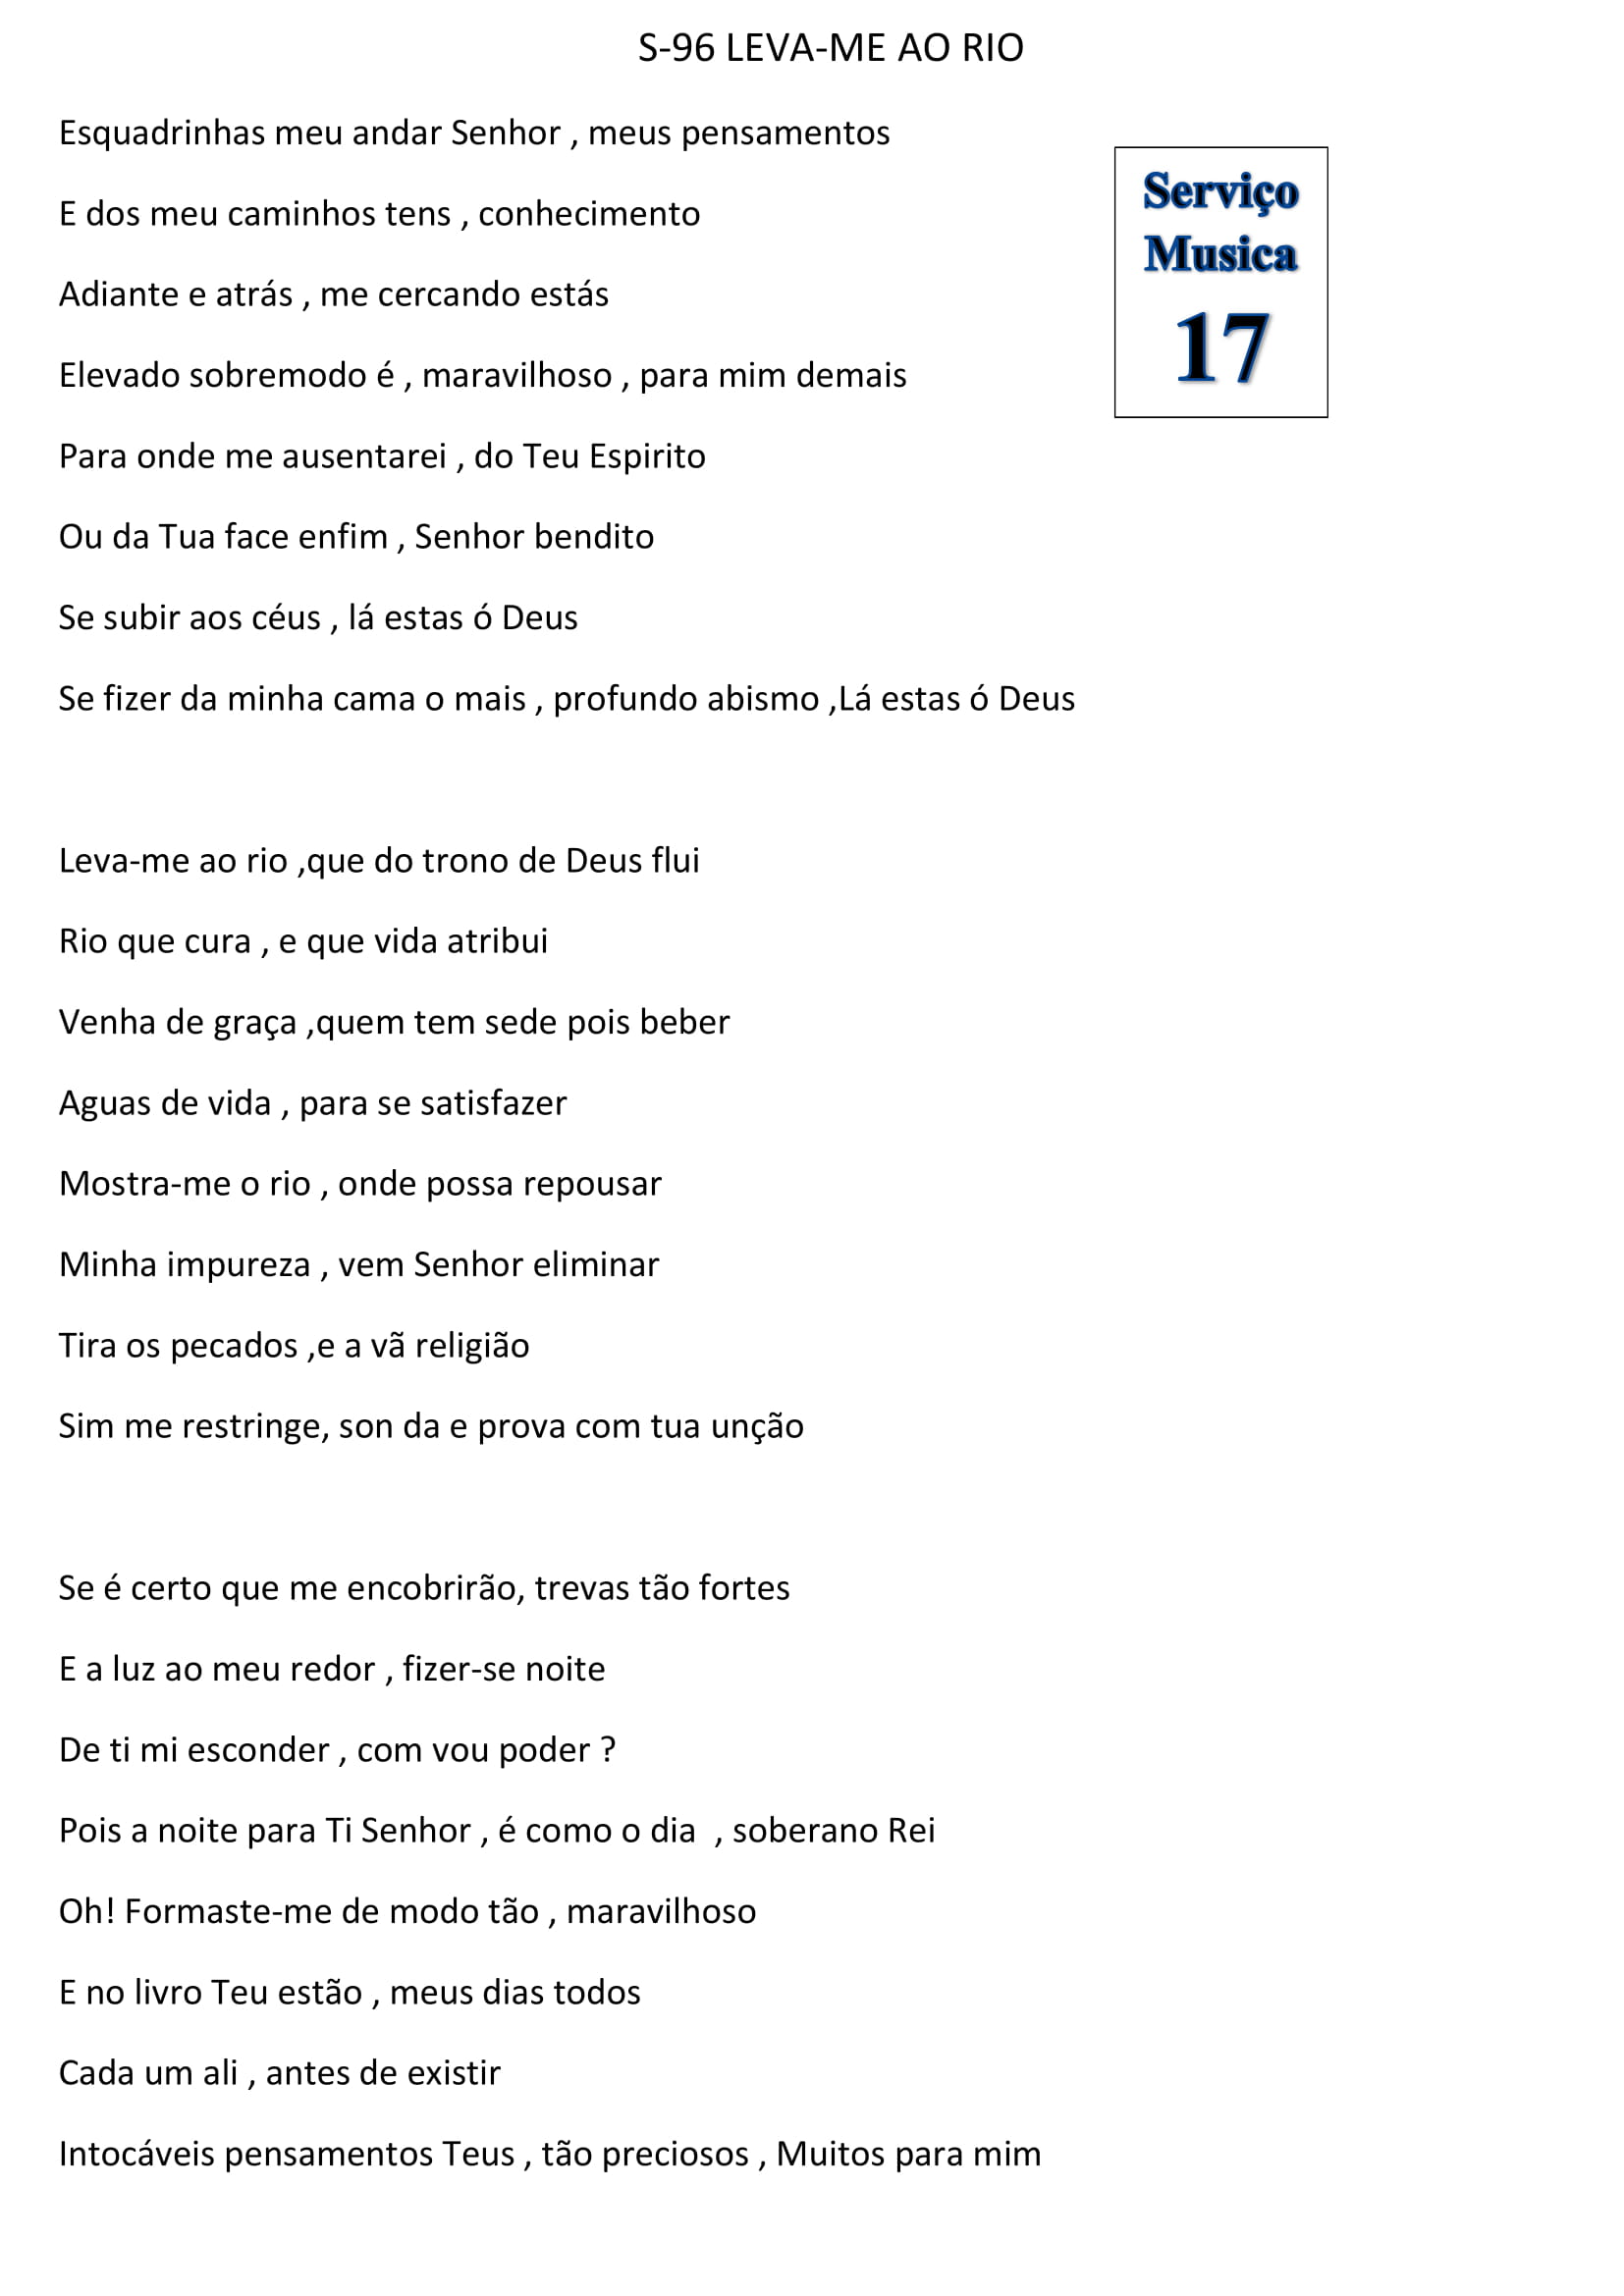 S-96 LEVA-ME AO RIO
Esquadrinhas meu andar Senhor , meus pensamentos
E dos meu caminhos tens , conhecimento
Adiante e atrás , me cercando estás
Elevado sobremodo é , maravilhoso , para mim demais
Para onde me ausentarei , do Teu Espirito
Ou da Tua face enfim , Senhor bendito
Se subir aos céus , lá estas ó Deus
Se fizer da minha cama o mais , profundo abismo ,Lá estas ó Deus
Serviço
Musica
17
Leva-me ao rio ,que do trono de Deus flui
Rio que cura , e que vida atribui
Venha de graça ,quem tem sede pois beber
Aguas de vida , para se satisfazer
Mostra-me o rio , onde possa repousar
Minha impureza , vem Senhor eliminar
Tira os pecados ,e a vã religião
Sim me restringe, son da e prova com tua unção
Se é certo que me encobrirão, trevas tão fortes
E a luz ao meu redor , fizer-se noite
De ti mi esconder , com vou poder ?
Pois a noite para Ti Senhor , é como o dia  , soberano Rei
Oh! Formaste-me de modo tão , maravilhoso
E no livro Teu estão , meus dias todos
Cada um ali , antes de existir
Intocáveis pensamentos Teus , tão preciosos , Muitos para mim